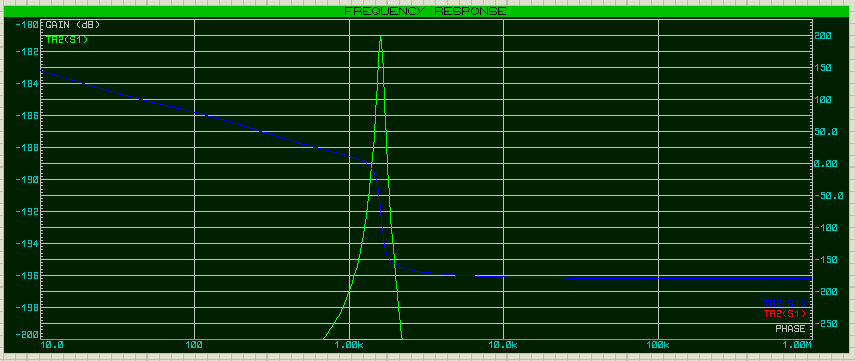 FREQUENCY RESPONSE
-180 GAIN (dB)
TR2(S1) 200
-182
150
-184
100
-186
50.0
-188
0.00
-190
-50.0
-192
-100
-194
-150
-196
-200
TR2(S1)
-198 TR2(S1)
PHASE -250
-200
10.0 100 1.00k 10.0k 100k 1.00M